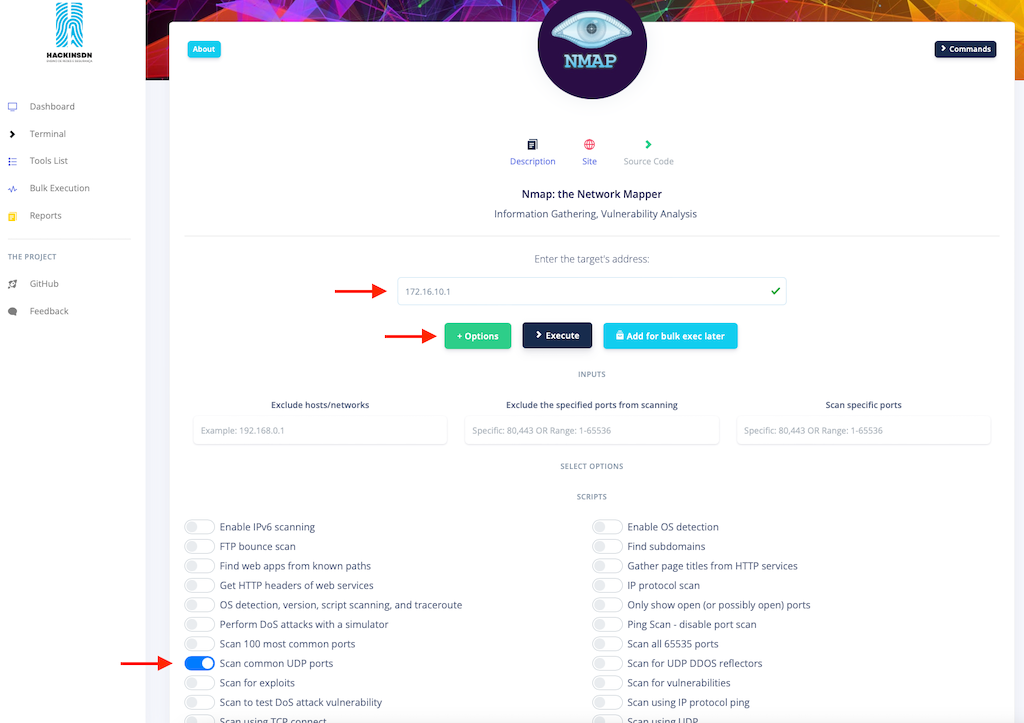 HACKINSDN
Dashboard
Terminal
Tools List
Bulk Execution
Reports
THE PROJECT
GitHub
Feedback
About
NMAP
Commands
Description
Site
Source Code
Nmap: the Network Mapper
Information Gathering, Vulnerability Analysis
Enter the target's address:
172.16.10.1
+ Options
Execute
Add for bulk exec later
INPUTS
Exclude hosts/networks
Exclude the specified ports from scanning
Scan specific ports
Example: 192.168.0.1
Specific: 80,443 OR Range: 1-65536
Specific: 80,443 OR Range: 1-65536
SELECT OPTIONS
SCRIPTS
Enable IPv6 scanning
Enable OS detection
FTP bounce scan
Find subdomains
Find web apps from known paths
Gather page titles from HTTP services
Get HTTP headers of web services
IP protocol scan
OS detection, version, script scanning, and traceroute
Only show open (or possibly open) ports
Perform DoS attacks with a simulator
Ping Scan - disable port scan
Scan 100 most common ports
Scan all 65535 ports
Scan common UDP ports
Scan for UDP DDOS reflectors
Scan for exploits
Scan for vulnerabilities
Scan to test DoS attack vulnerability
Scan using IP protocol ping
Scan using TCP connect
Scan using UDP